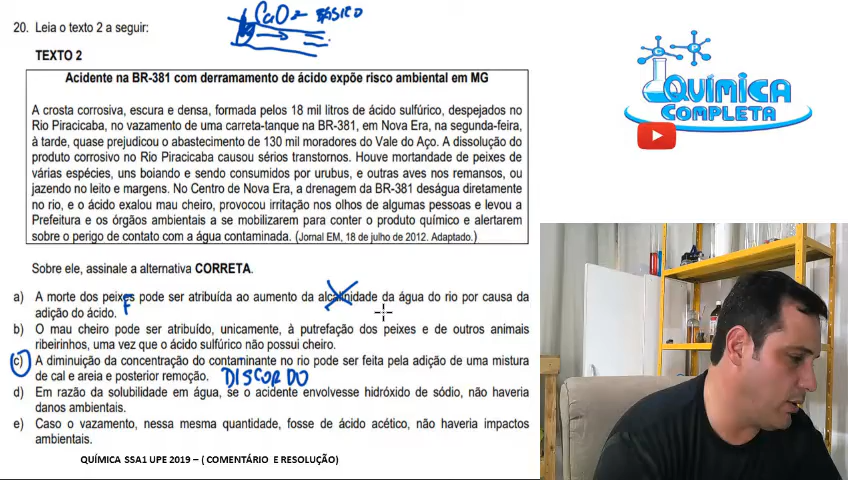 CaO2 BÁSICO
20. Leia o texto 2 a seguir:
TEXTO 2
Acidente na BR-381 com derramamento de ácido expõe risco ambiental em MG
A crosta corrosiva, escura e densa, formada pelos 18 mil litros de ácido sulfúrico, despejados no
Rio Piracicaba, no vazamento de uma carreta-tanque na BR-381, em Nova Era, na segunda-feira,
à tarde, quase prejudicou o abastecimento de 130 mil moradores do Vale do Aço. A dissolução do
produto corrosivo no Rio Piracicaba causou sérios transtornos. Houve mortandade de peixes de
várias espécies, uns boiando e sendo consumidos por urubus, e outras aves nos remansos, ou
jazendo no leito e margens. No Centro de Nova Era, a drenagem da BR-381 deságua diretamente
no rio, e o ácido exalou mau cheiro, provocou irritação nos olhos de algumas pessoas e levou a
Prefeitura e os órgãos ambientais a se mobilizarem para conter o produto químico e alertarem
sobre o perigo de contato com a água contaminada. (Jornal EM, 18 de julho de 2012. Adaptado.)
Sobre ele, assinale a alternativa CORRETA.
a) A morte dos peixes pode ser atribuída ao aumento da alcalinidade da água do rio por causa da
adição do ácido. F
b) O mau cheiro pode ser atribuído, unicamente, à putrefação dos peixes e de outros animais
ribeirinhos, uma vez que o ácido sulfúrico não possui cheiro.
c) A diminuição da concentração do contaminante no rio pode ser feita pela adição de uma mistura
de cal e areia e posterior remoção. DISCORDO
d) Em razão da solubilidade em água, se o acidente envolvesse hidróxido de sódio, não haveria
danos ambientais.
e) Caso o vazamento, nessa mesma quantidade, fosse de ácido acético, não haveria impactos
ambientais.
QUÍMICA SSA1 UPE 2019 – ( COMENTÁRIO E RESOLUÇÃO)
C P
QUÍMICA
COMPLETA